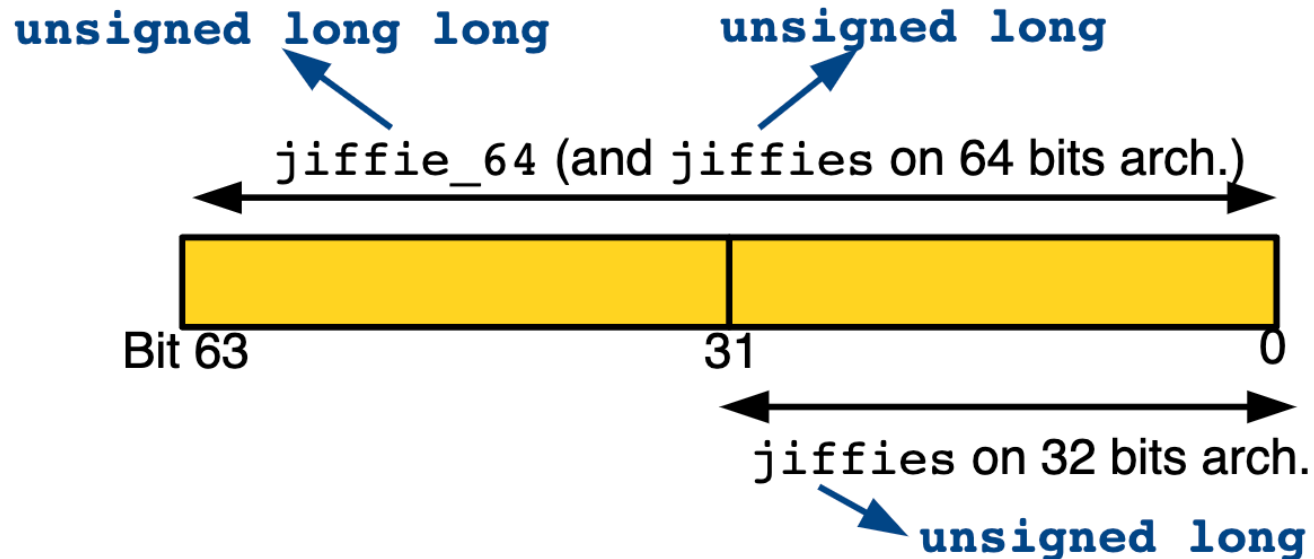 unsigned long long unsigned long
jiffie_64 (and jiffies on 64 bits arch.)
Bit 63 31 0
jiffies on 32 bits arch.
unsigned long